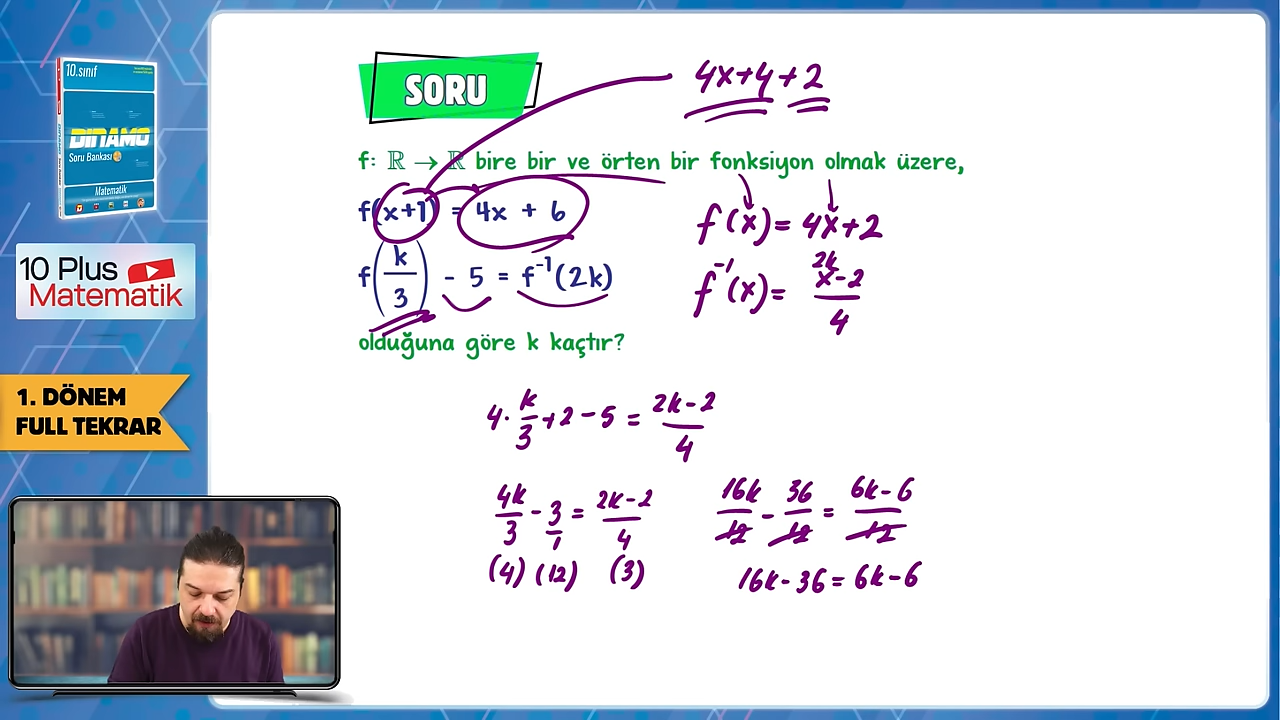 10.sınıf
DİNAMO
Soru Bankası
Matematik
10 Plus
Matematik
1. DÖNEM
FULL TEKRAR
SORU
4x+4+2
f: ℝ → ℝ bire bir ve örten bir fonksiyon olmak üzere,
f(x+1) = 4x + 6
f(k/3) - 5 = f⁻¹(2k)
olduğuna göre k kaçtır?
f(x) = 4x+2
2k
f⁻¹(x) = x-2/4
4·k/3+2-5 = 2k-2/4
4k/3 - 3/1 = 2k-2/4
(4) (12) (3)
16k/12 - 36/12 = 6k-6/12
16k-36 = 6k-6